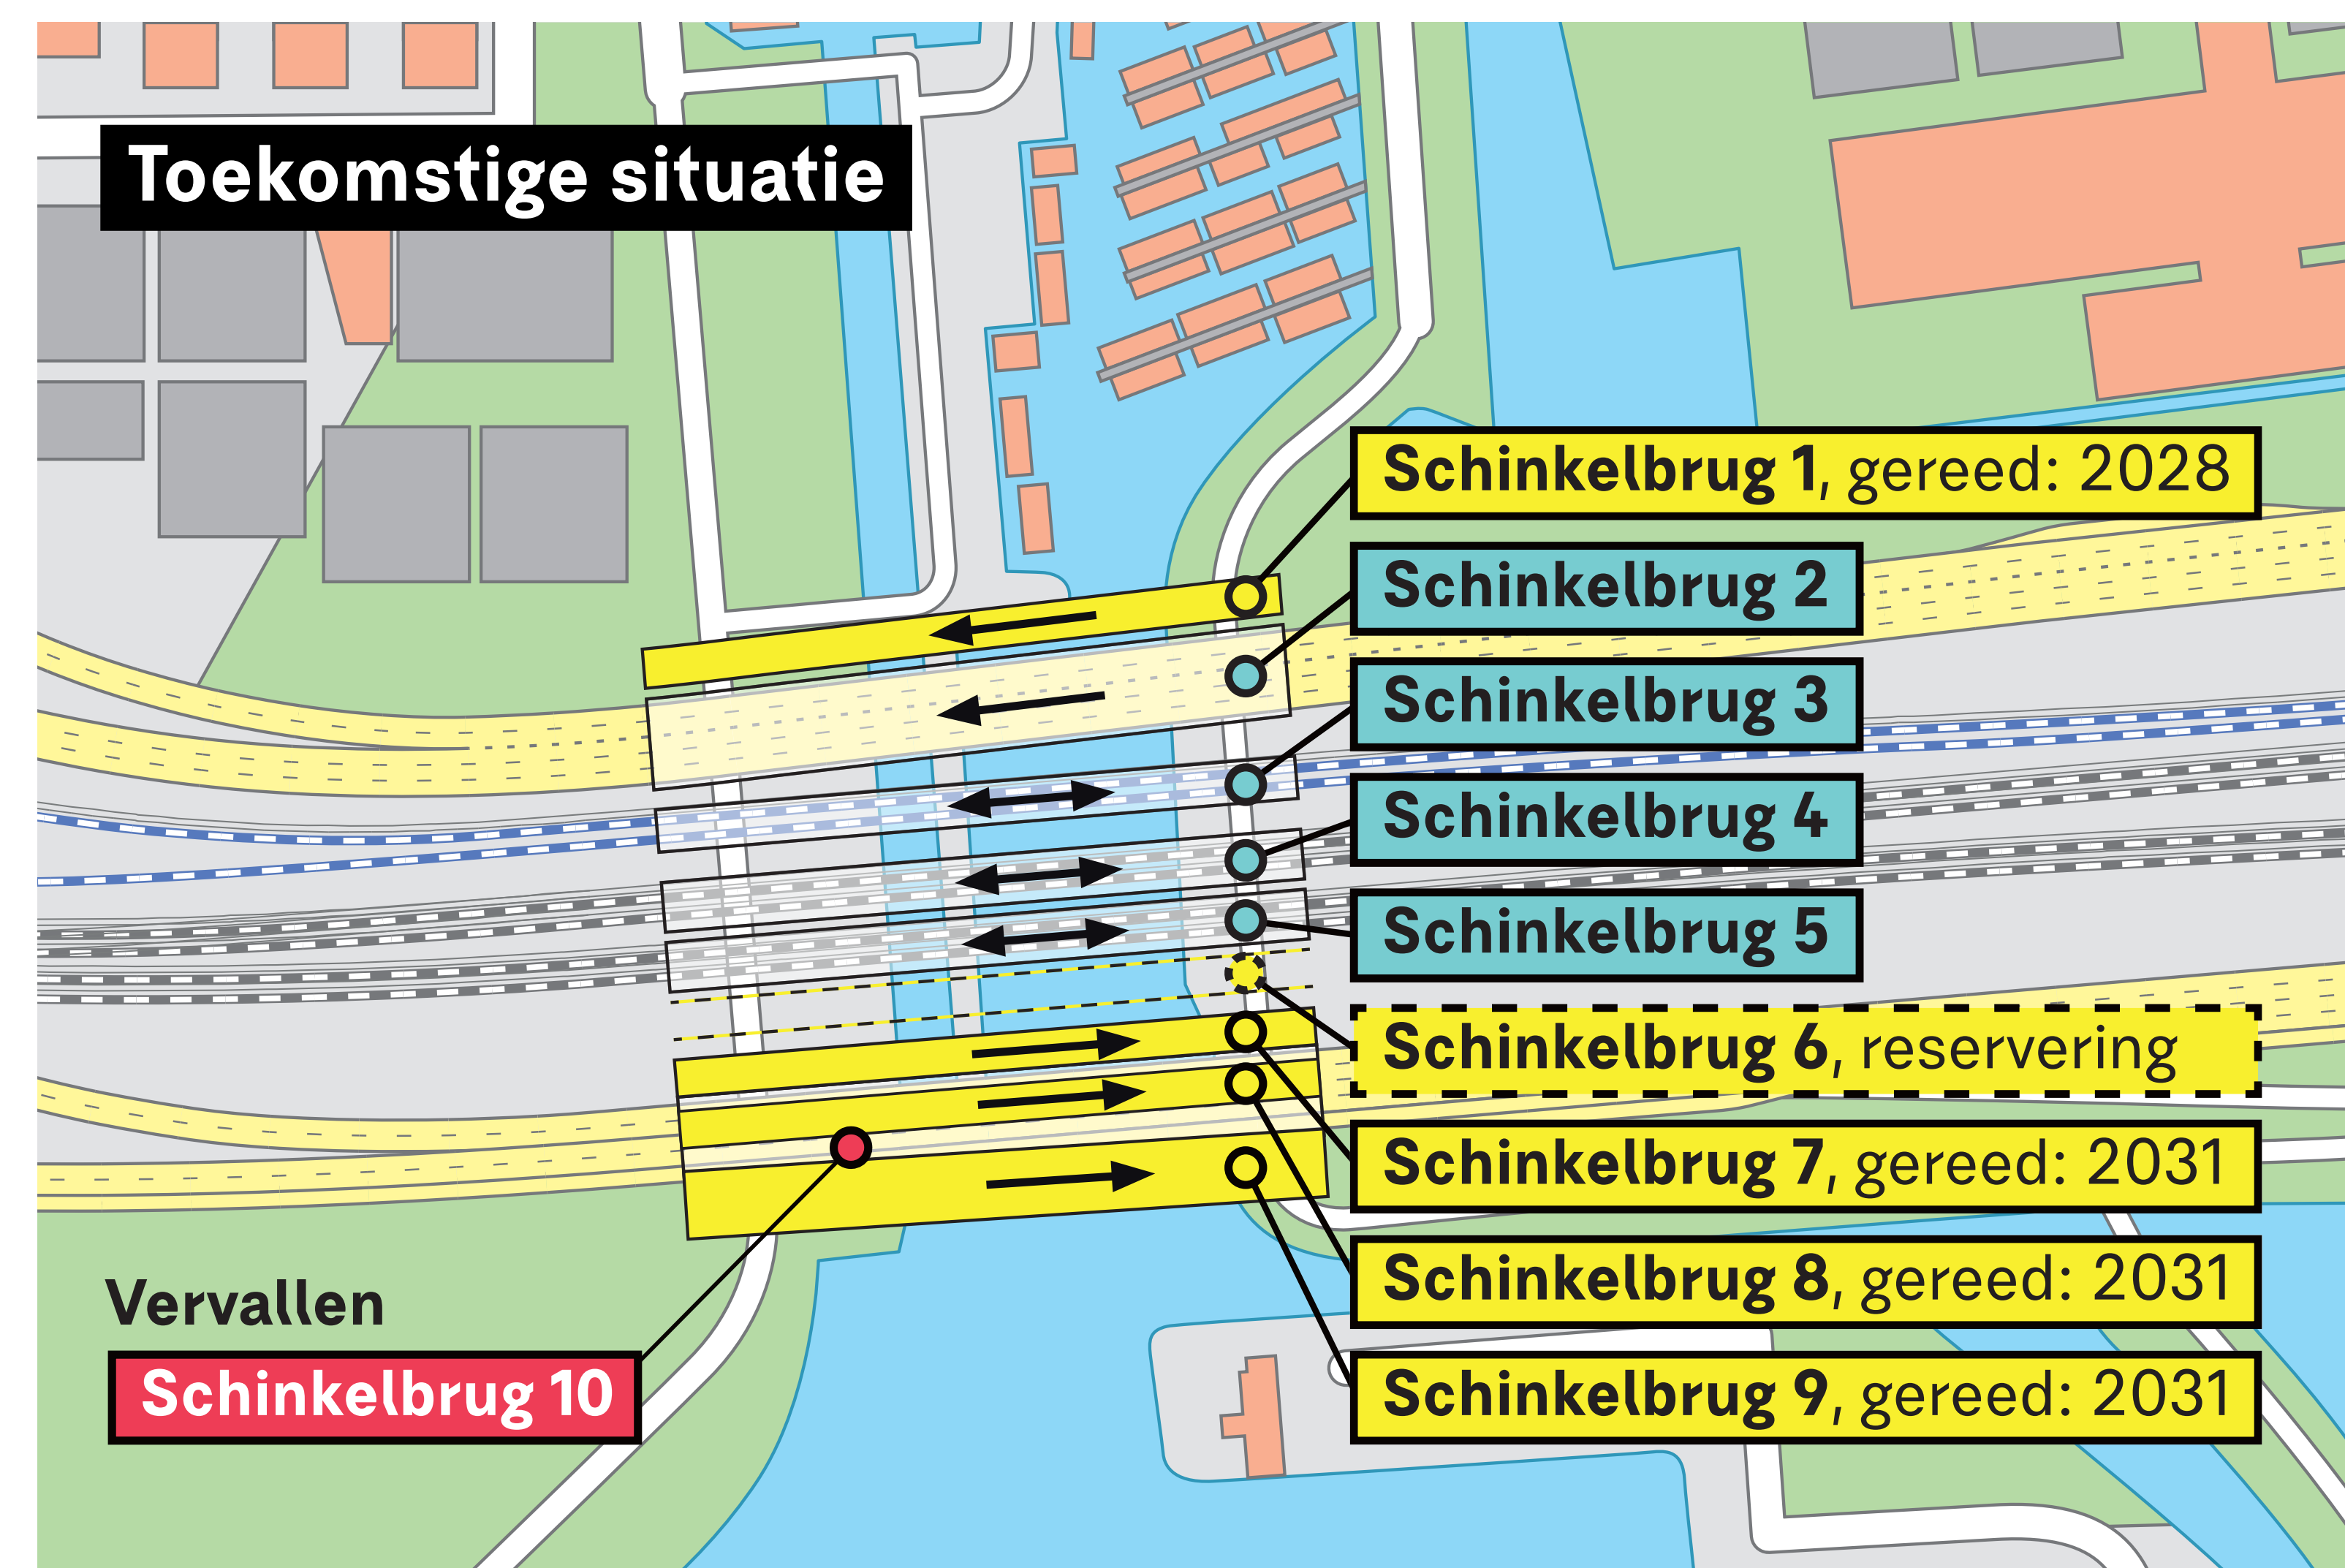 Toekomstige situatie
Schinkelbrug 1, gereed: 2028
Schinkelbrug 2
Schinkelbrug 3
Schinkelbrug 4
Schinkelbrug 5
Schinkelbrug 6, reservering
Schinkelbrug 7, gereed: 2031
Schinkelbrug 8, gereed: 2031
Schinkelbrug 9, gereed: 2031
Vervallen
Schinkelbrug 10